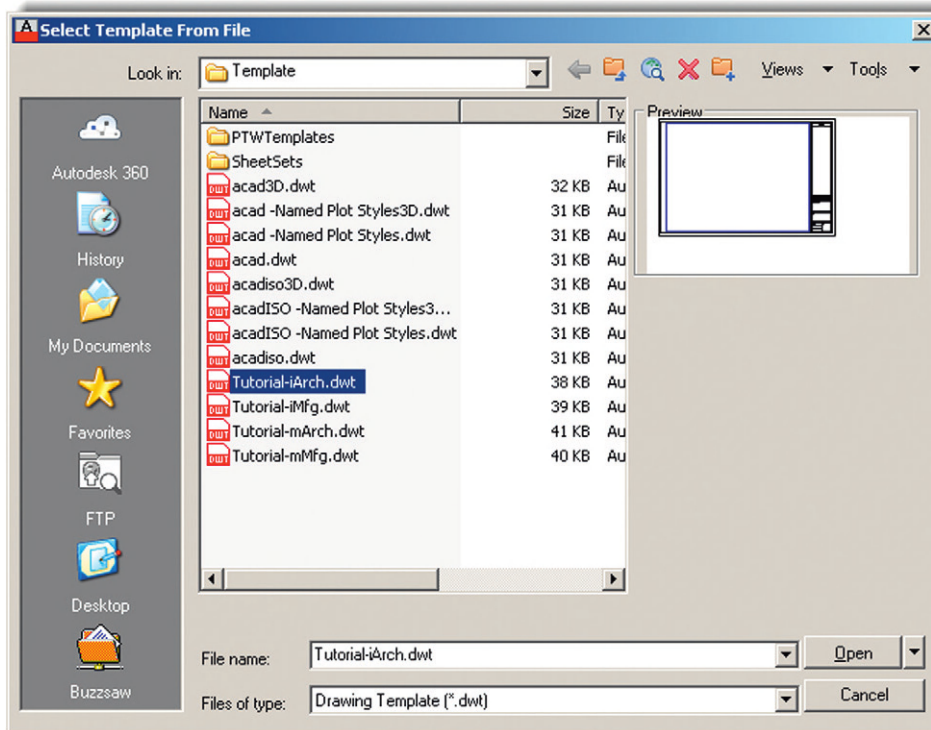 Select Template From File
Look in: Template Views Tools
Name Size Ty Preview
PTWTemplates File
SheetSets File
acad3D.dwt 32 KB Au
acad -Named Plot Styles3D.dwt 31 KB Au
acad -Named Plot Styles.dwt 31 KB Au
acad.dwt 31 KB Au
acadiso3D.dwt 31 KB Au
acadISO -Named Plot Styles3... 31 KB Au
acadISO -Named Plot Styles.dwt 31 KB Au
acadiso.dwt 31 KB Au
Tutorial-iArch.dwt 38 KB Au
Tutorial-iMfg.dwt 39 KB Au
Tutorial-mArch.dwt 41 KB Au
Tutorial-mMfg.dwt 40 KB Au
Autodesk 360
History
My Documents
Favorites
FTP
Desktop
Buzzsaw
File name: Tutorial-iArch.dwt Open
Files of type: Drawing Template (*.dwt) Cancel